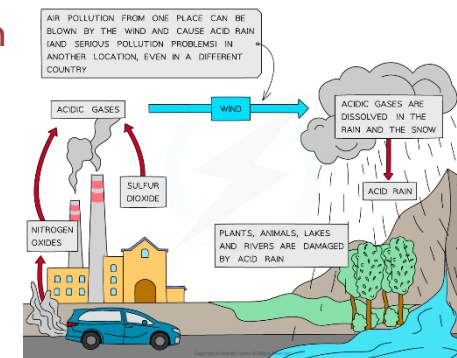 AIR POLLUTION FROM ONE PLACE CAN BE
BLOWN BY THE WIND AND CAUSE ACID RAIN
(AND SERIOUS POLLUTION PROBLEMS) IN
ANOTHER LOCATION, EVEN IN A DIFFERENT
COUNTRY
ACIDIC GASES
WIND
ACIDIC GASES ARE
DISSOLVED IN THE
RAIN AND THE SNOW
SULFUR
DIOXIDE
ACID RAIN
NITROGEN
OXIDES
PLANTS, ANIMALS, LAKES
AND RIVERS ARE DAMAGED
BY ACID RAIN